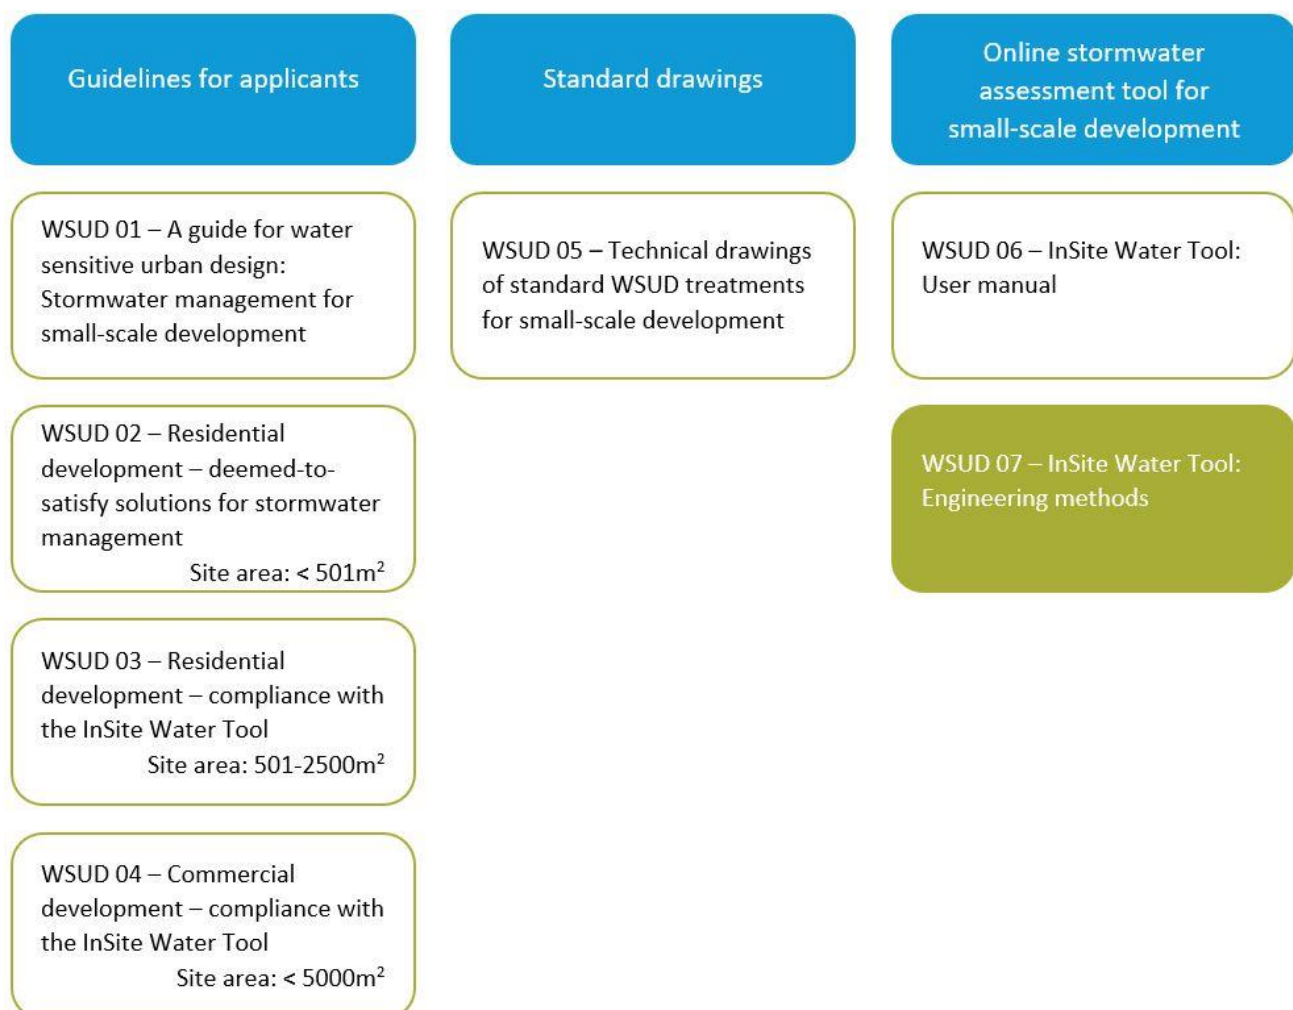 Guidelines for applicants
Standard drawings
Online stormwater
assessment tool for
small-scale development
WSUD 01 – A guide for water
sensitive urban design:
Stormwater management for
small-scale development
WSUD 05 – Technical drawings
of standard WSUD treatments
for small-scale development
WSUD 06 – InSite Water Tool:
User manual
WSUD 02 – Residential
development – deemed-to-
satisfy solutions for stormwater
management
Site area: < 501m²
WSUD 07 – InSite Water Tool:
Engineering methods
WSUD 03 – Residential
development – compliance with
the InSite Water Tool
Site area: 501-2500m²
WSUD 04 – Commercial
development – compliance with
the InSite Water Tool
Site area: < 5000m²